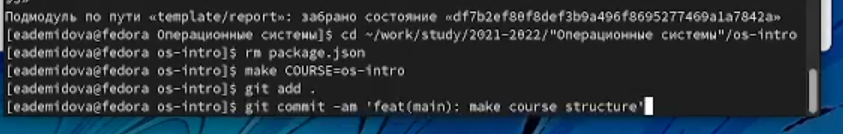 Подмодуль по пути «template/report»: забрано состояние «df7b2ef80f8def3b9a496f8695277469a1a7842a»
[eademidova@fedora Операционные системы]$ cd ~/work/study/2021-2022/"Операционные системы"/os-intro
[eademidova@fedora os-intro]$ rm package.json
[eademidova@fedora os-intro]$ make COURSE=os-intro
[eademidova@fedora os-intro]$ git add .
[eademidova@fedora os-intro]$ git commit -am 'feat(main): make course structure'